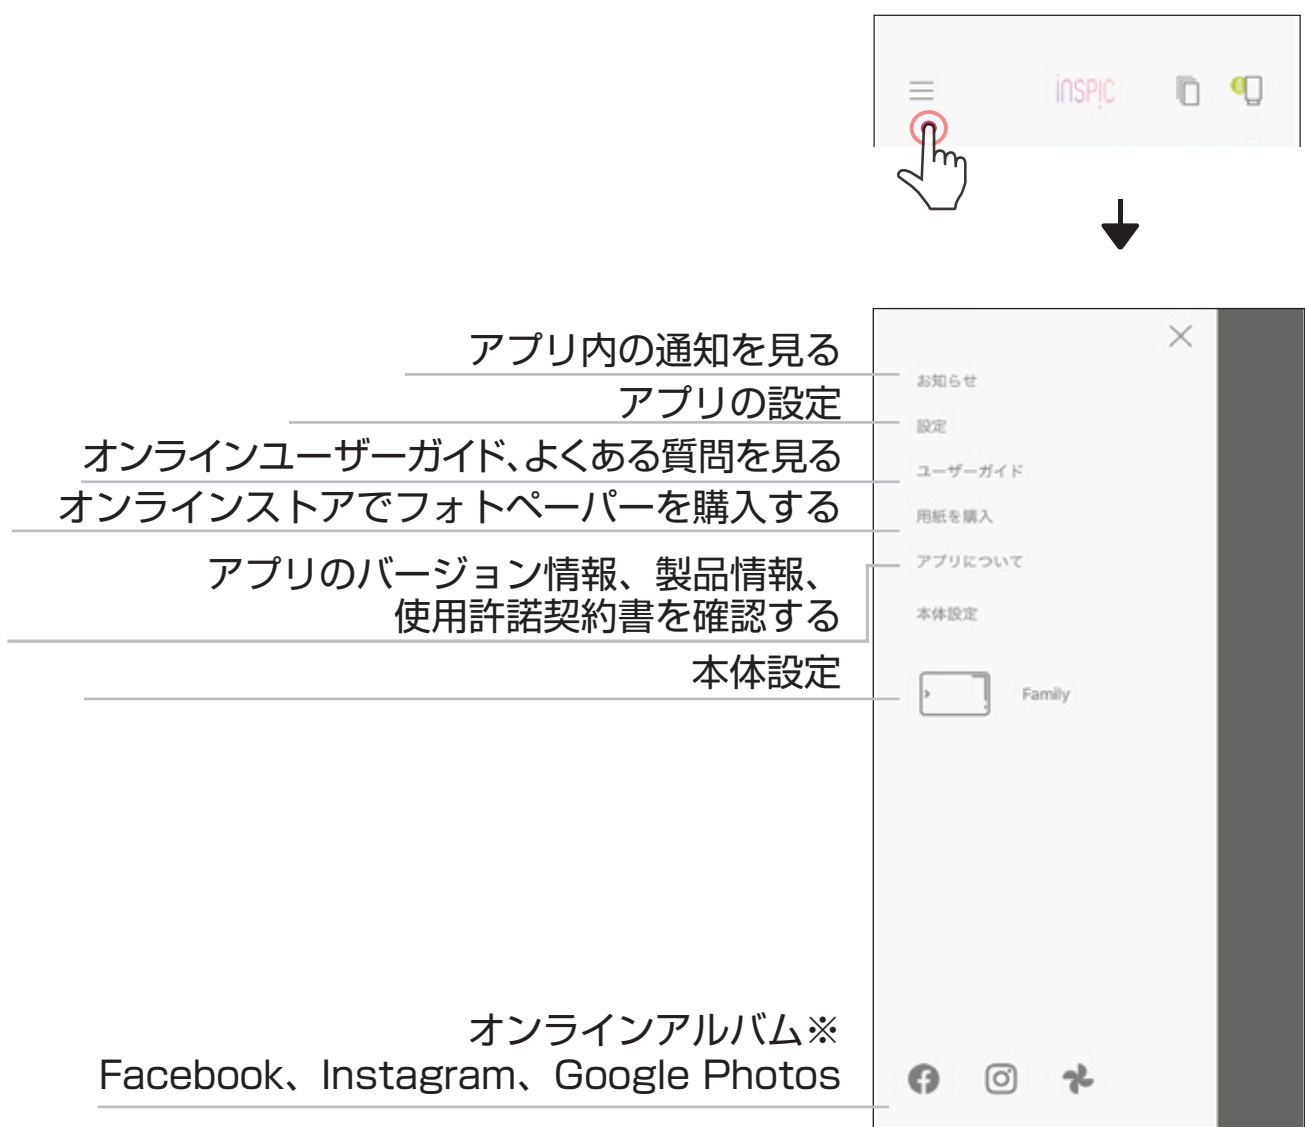 inspic
アプリ内の通知を見る
アプリの設定
オンラインユーザーガイド、よくある質問を見る
オンラインストアでフォトペーパーを購入する
アプリのバージョン情報、製品情報、
使用許諾契約書を確認する
本体設定
オンラインアルバム※
Facebook、Instagram、Google Photos
お知らせ
設定
ユーザーガイド
用紙を購入
アプリについて
本体設定
Family